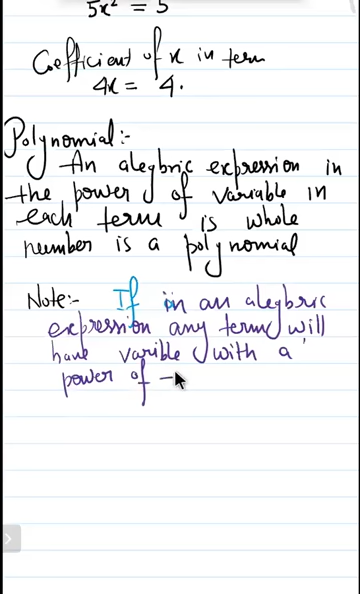 5x² = 5
Coefficient of x in term
4x = 4.
Polynomial:-
An alegbric expression in
the power of variable in
each term is whole
number is a polynomial
Note:- If in an alegbric
expression any term will
have varible with a
power of -